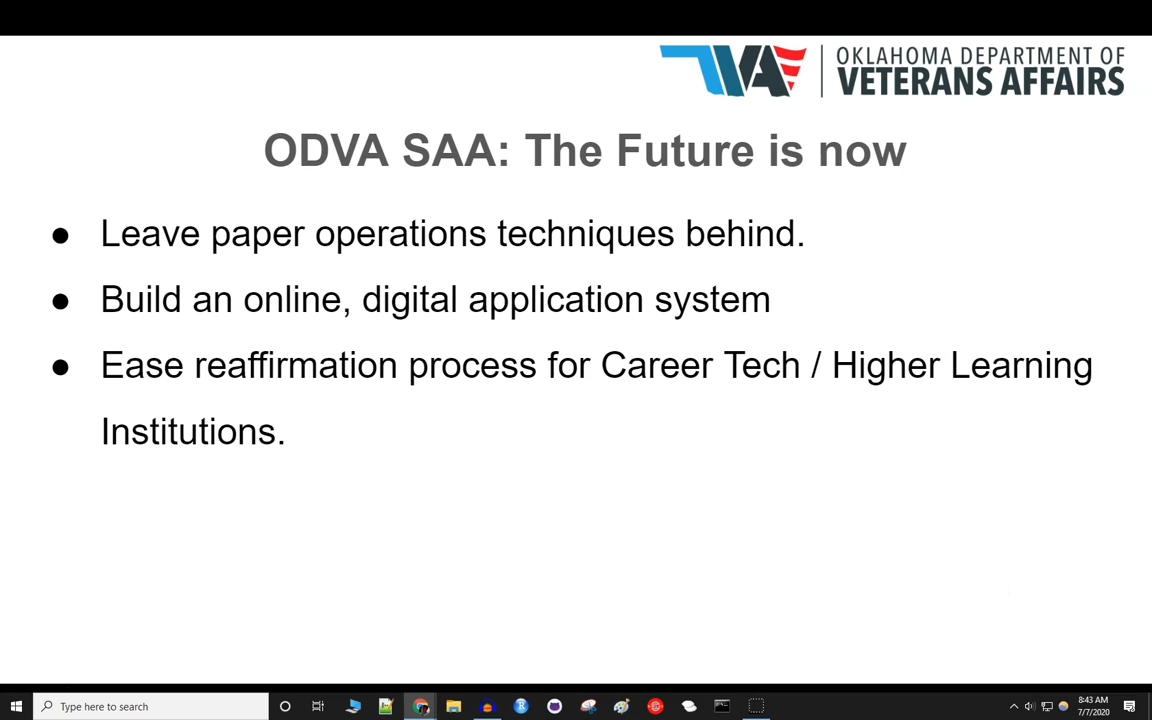 OKLAHOMA DEPARTMENT OF
VETERANS AFFAIRS
ODVA SAA: The Future is now
● Leave paper operations techniques behind.
● Build an online, digital application system
● Ease reaffirmation process for Career Tech / Higher Learning
Institutions.
Type here to search
8:43 AM
7/7/2020